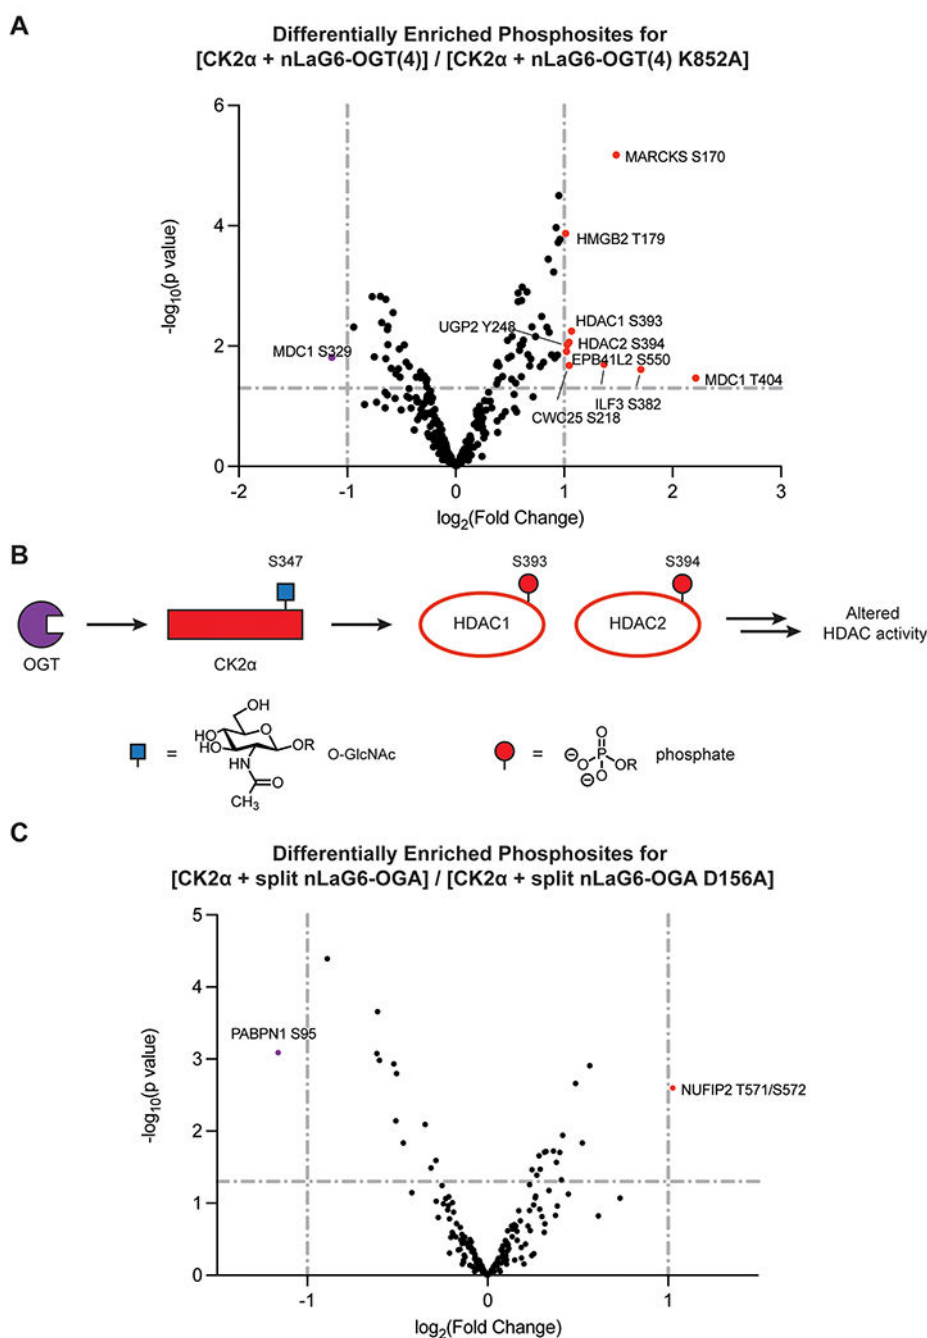 A
Differentially Enriched Phosphosites for
[CK2α + nLaG6-OGT(4)] / [CK2α + nLaG6-OGT(4) K852A]
6
4
2
0
-log10(p value)
MARCKS S170
HMGB2 T179
HDAC1 S393
UGP2 Y248
HDAC2 S394
MDC1 S329
EPB41L2 S550
MDC1 T404
ILF3 S382
CWC25 S218
-2
-1
0
1
2
3
log2(Fold Change)
B
S347
S393
S394
OGT
CK2α
HDAC1
HDAC2
Altered
HDAC activity
OH
HO
O
HO
OR
HN
O
CH3
=
O-GlcNAc
=
O
O
P
OR
O
phosphate
C
Differentially Enriched Phosphosites for
[CK2α + split nLaG6-OGA] / [CK2α + split nLaG6-OGA D156A]
5
4
3
2
1
0
-log10(p value)
PABPN1 S95
NUFIP2 T571/S572
-1
0
1
log2(Fold Change)